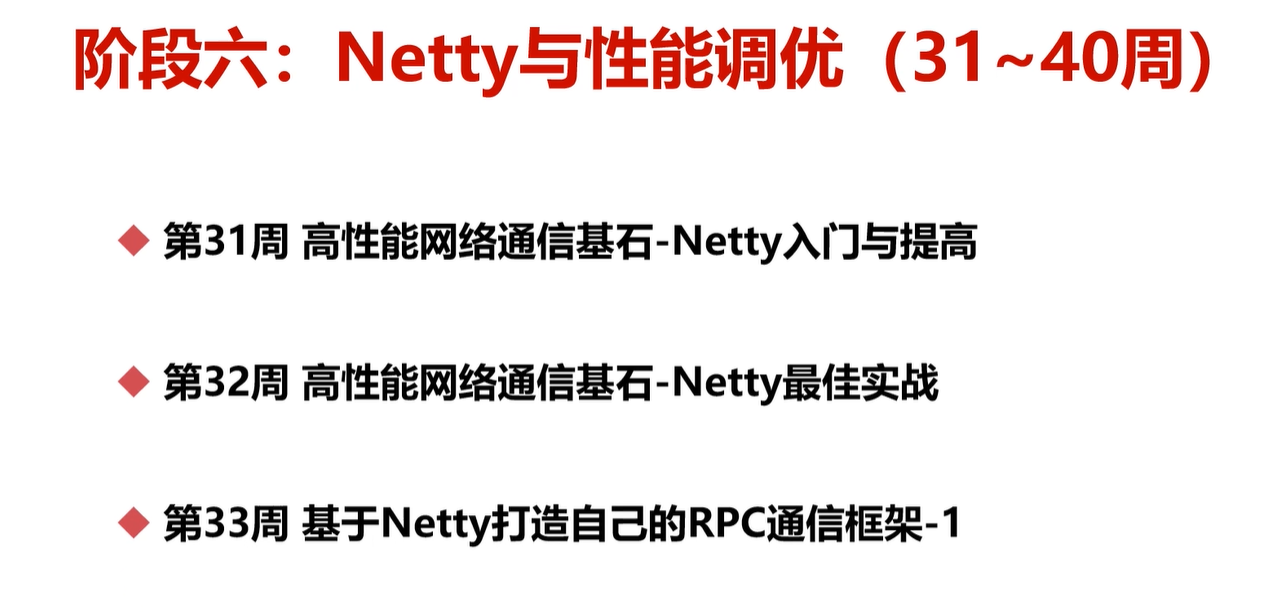 阶段六：Netty与性能调优（31~40周）
第31周 高性能网络通信基石-Netty入门与提高
第32周 高性能网络通信基石-Netty最佳实战
第33周 基于Netty打造自己的RPC通信框架-1